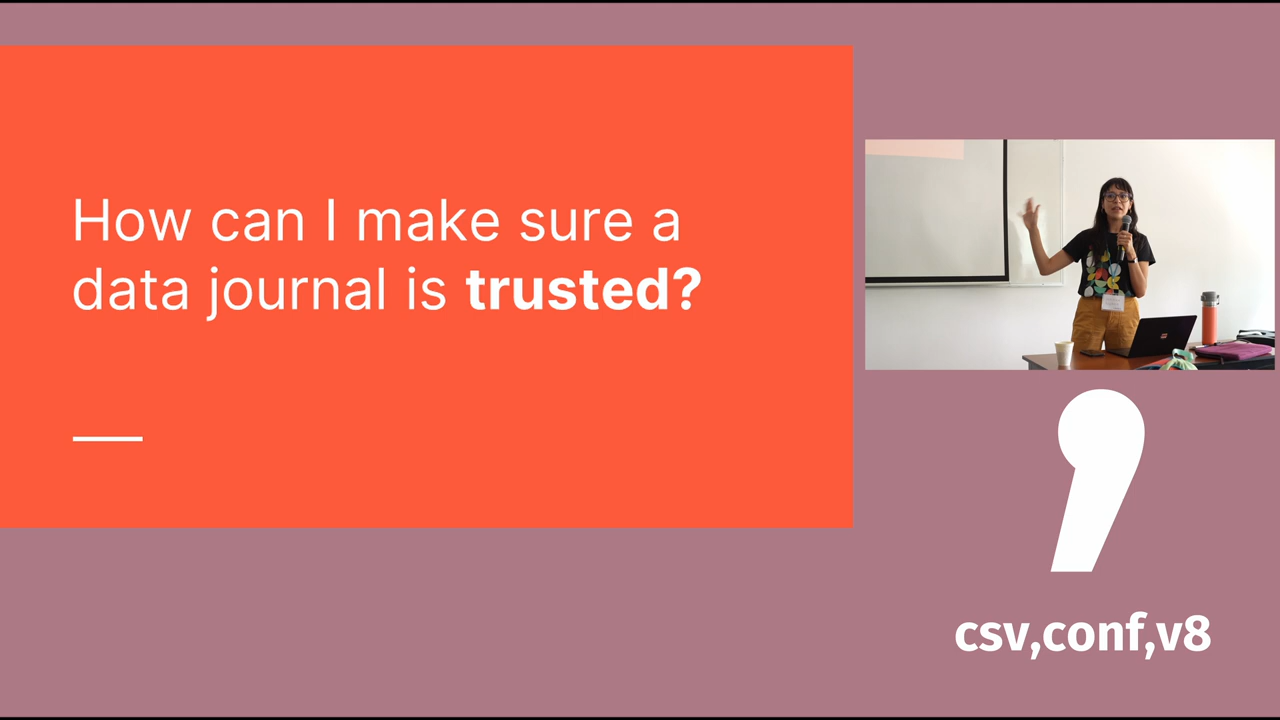 How can I make sure a
data journal is trusted?
csv,conf,v8